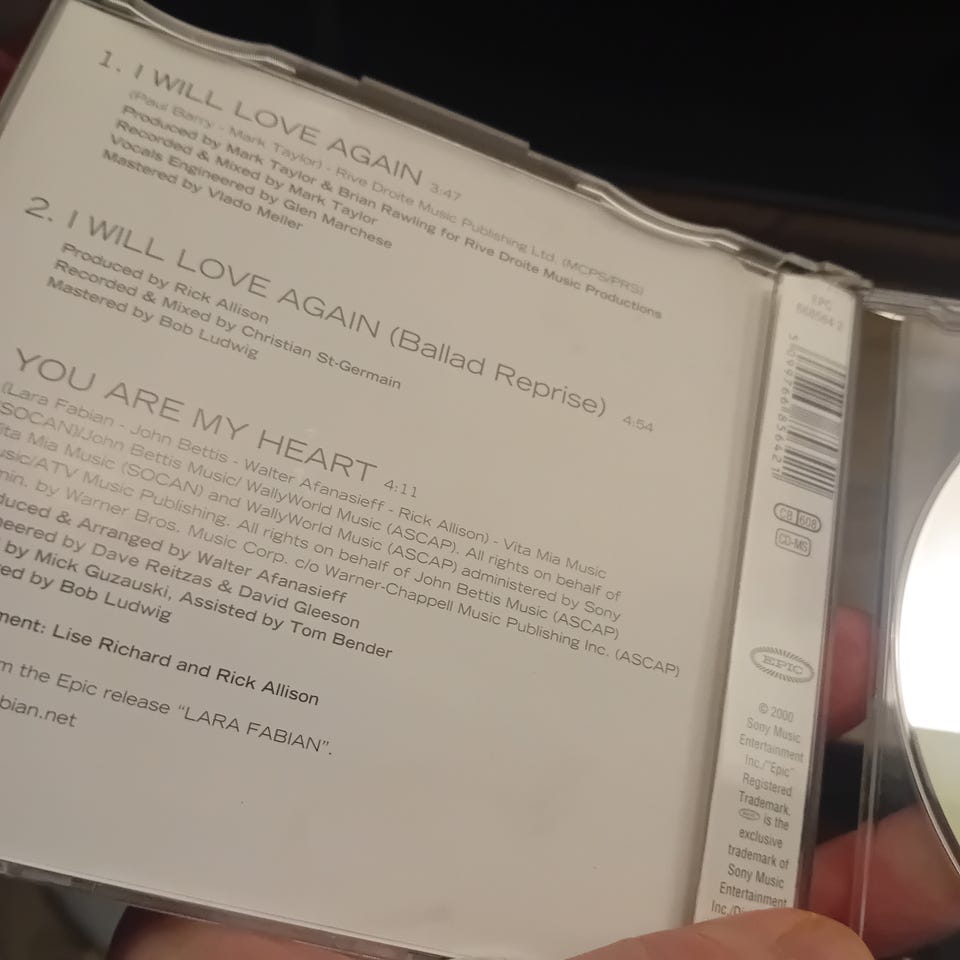 1. I WILL LOVE AGAIN 3:47
(Paul Barry - Mark Taylor) - Rive Droite Music Publishing Ltd. (MCPS/PRS)
Produced by Mark Taylor & Brian Rawling for Rive Droite Music Productions
Recorded & Mixed by Mark Taylor
Vocals Engineered by Glen Marchese
Mastered by Vlado Meller
2. I WILL LOVE AGAIN (Ballad Reprise) 4:54
Produced by Rick Allison
Recorded & Mixed by Christian St-Germain
Mastered by Bob Ludwig
YOU ARE MY HEART 4:11
(Lara Fabian - John Bettis - Walter Afanasieff - Rick Allison) - Vita Mia Music
(SOCAN)/John Bettis Music/ WallyWorld Music (ASCAP). All rights on behalf of
ita Mia Music (SOCAN) and WallyWorld Music (ASCAP) administered by Sony
usic/ATV Music Publishing. All rights on behalf of John Bettis Music (ASCAP)
min. by Warner Bros. Music Corp. c/o Warner-Chappell Music Publishing Inc. (ASCAP)
duced & Arranged by Walter Afanasieff
neered by Dave Reitzas & David Gleeson
by Mick Guzauski, Assisted by Tom Bender
ed by Bob Ludwig
ment: Lise Richard and Rick Allison
m the Epic release "LARA FABIAN".
bian.net
EPC
668564 2
5099766856421
CB 608
CD-MS
EPIC
© 2000
Sony Music
Entertainment
Inc./"Epic"
Registered
Trademark.
is the
exclusive
trademark of
Sony Music
Entertainment
Inc./